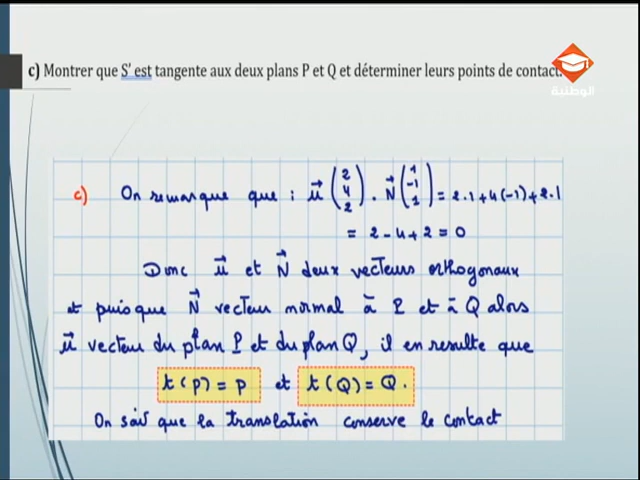 c) Montrer que S' est tangente aux deux plans P et Q et déterminer leurs points de contact.
الوطنية
c) On remarque que : u⃗ (2 4 2) . N⃗ (1 -1 1) = 2.1+4(-1)+2.1
= 2-4+2=0
Donc u⃗ et N⃗ deux vecteurs orthogonaux
et puisque N⃗ vecteur normal à P et à Q alors
u⃗ vecteur du plan P et du plan Q, il en resulte que
t(P)=P et t(Q)=Q.
On sait que la translation conserve le contact